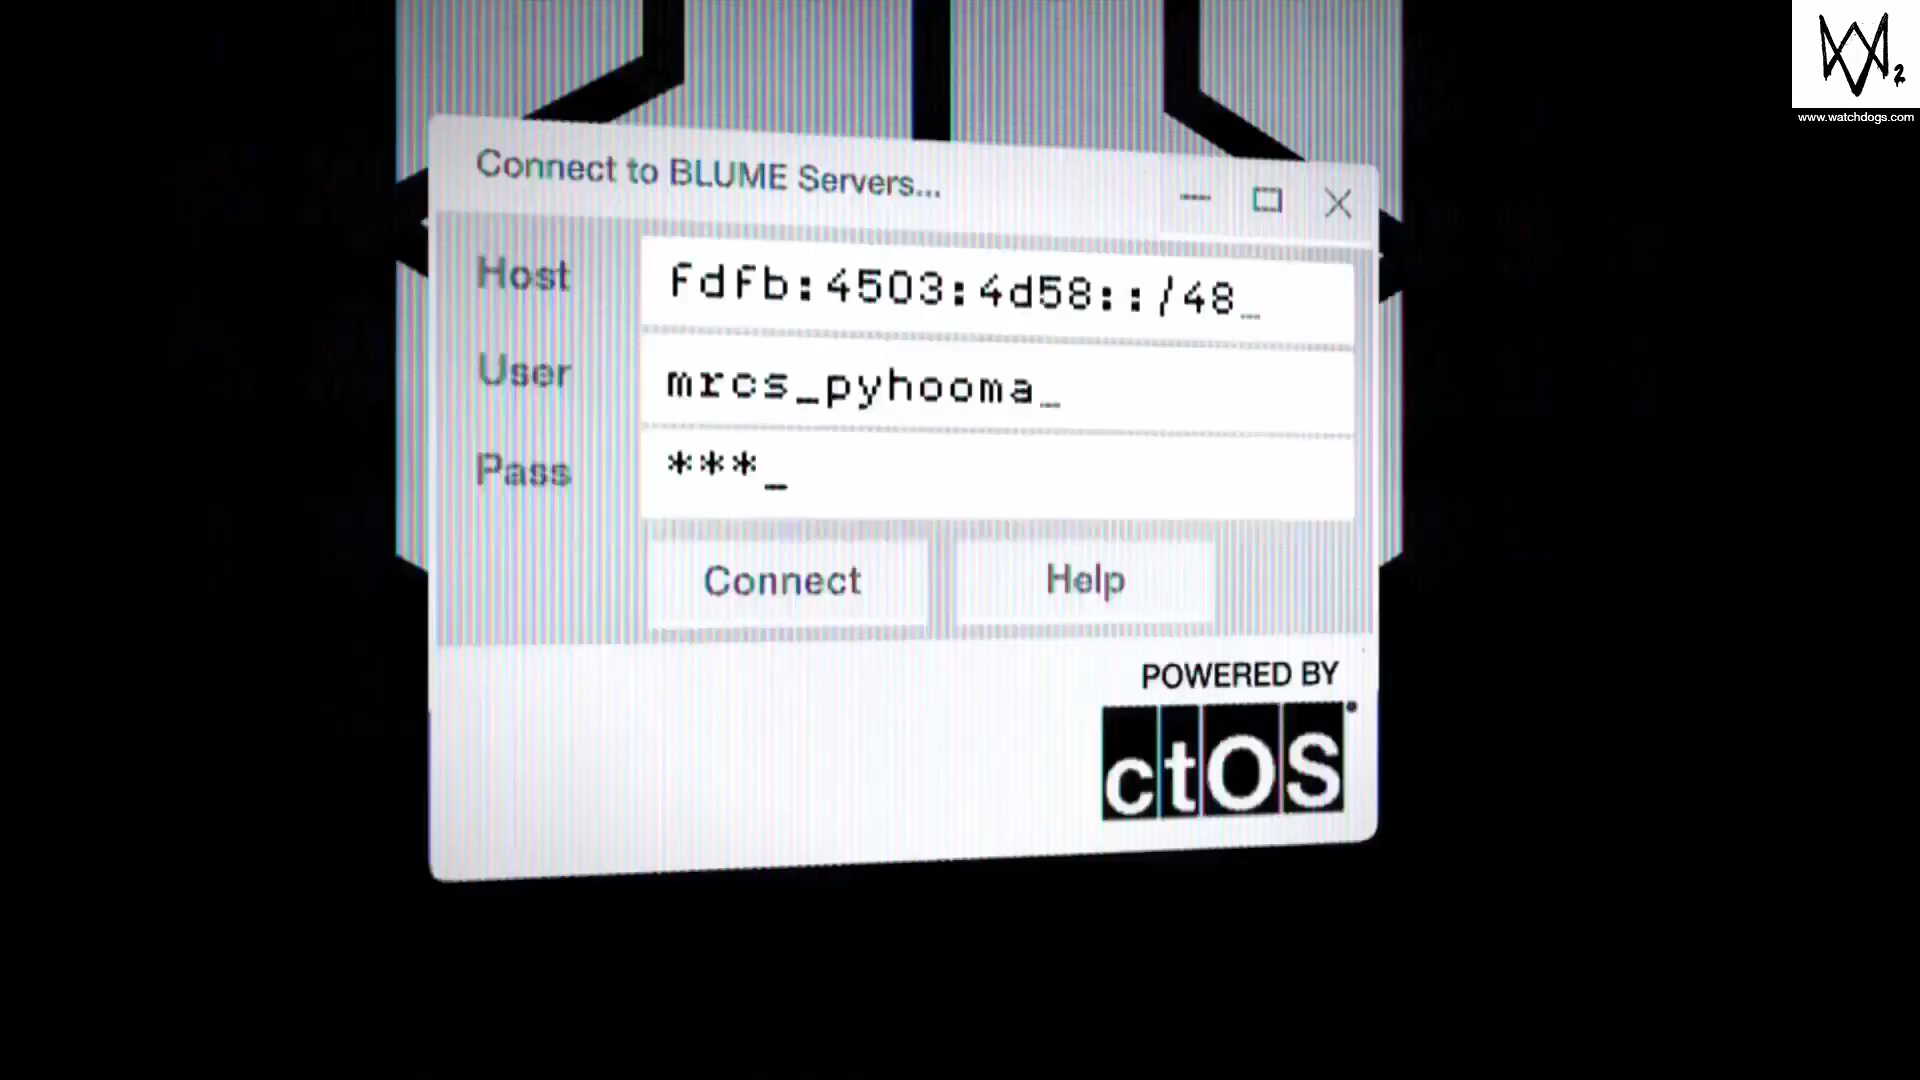 2
www.watchdogs.com
Connect to BLUME Servers...
Host
fdfb:4503:4d58::/48_
User
mrcs_pyhooma_
Pass
***_
Connect
Help
POWERED BY
ctOS